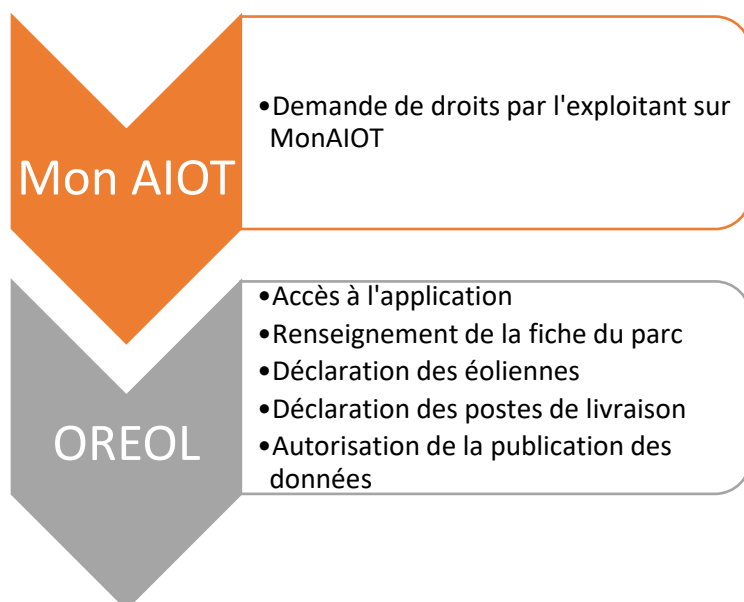 Mon AIOT
•Demande de droits par l'exploitant sur
MonAIOT
OREOL
•Accès à l'application
•Renseignement de la fiche du parc
•Déclaration des éoliennes
•Déclaration des postes de livraison
•Autorisation de la publication des
données